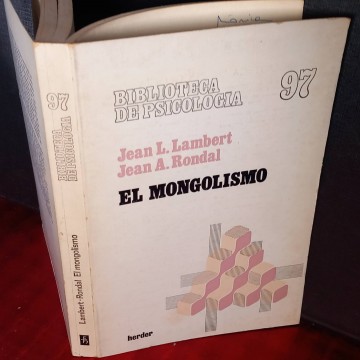 BIBLIOTECA
DE PSICOLOGIA
97
Jean L. Lambert
Jean A. Rondal
EL MONGOLISMO
herder
97
BIBLIOTECA
DE PSICOLOGIA
Lambert-Rondal El mongolismo